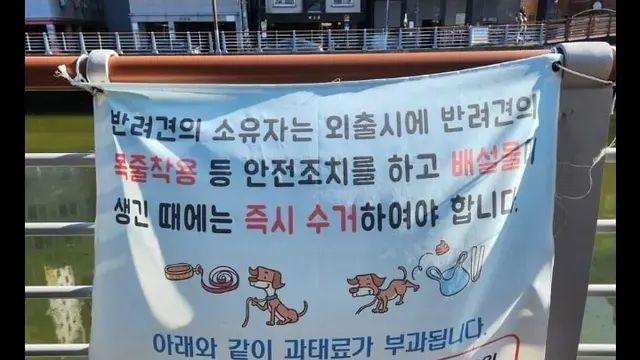 반려견의 소유자는 외출시에 반려견의
목줄착용 등 안전조치를 하고 배설물이
생긴 때에는 즉시 수거하여야 합니다.
아래와 같이 과태료가 부과됩니다.